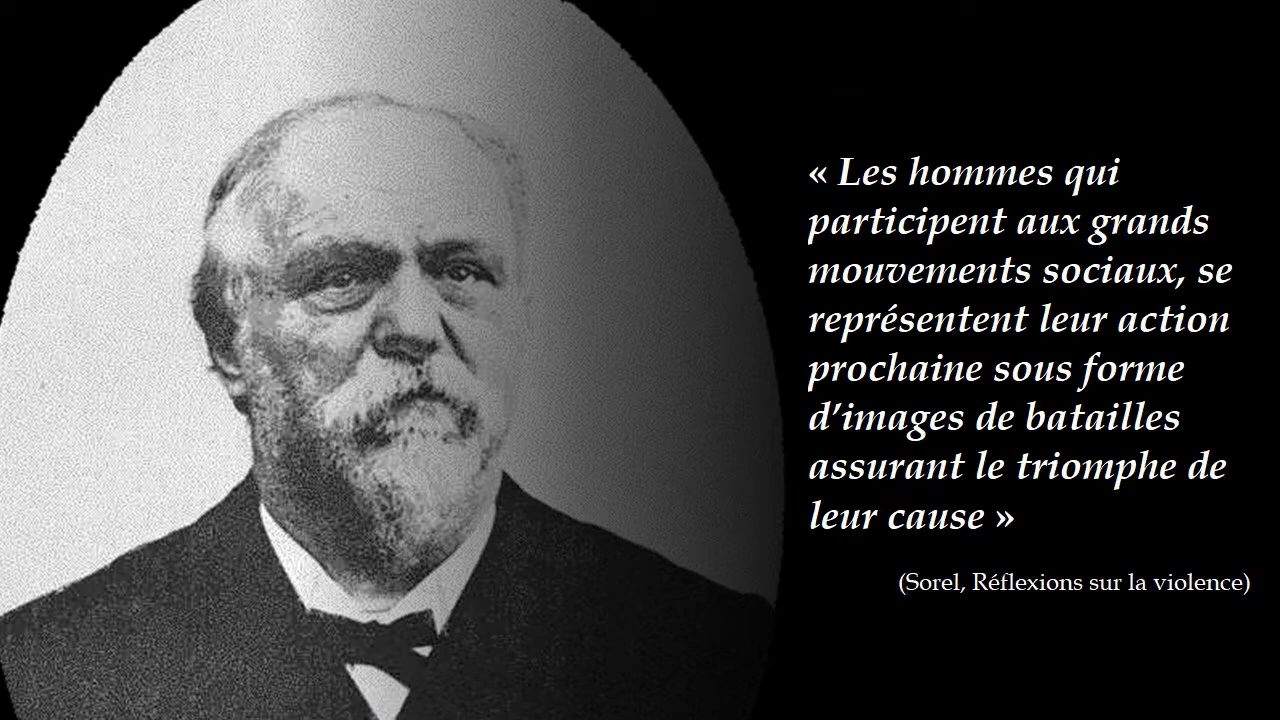 « Les hommes qui
participent aux grands
mouvements sociaux, se
représentent leur action
prochaine sous forme
d’images de batailles
assurant le triomphe de
leur cause »
(Sorel, Réflexions sur la violence)